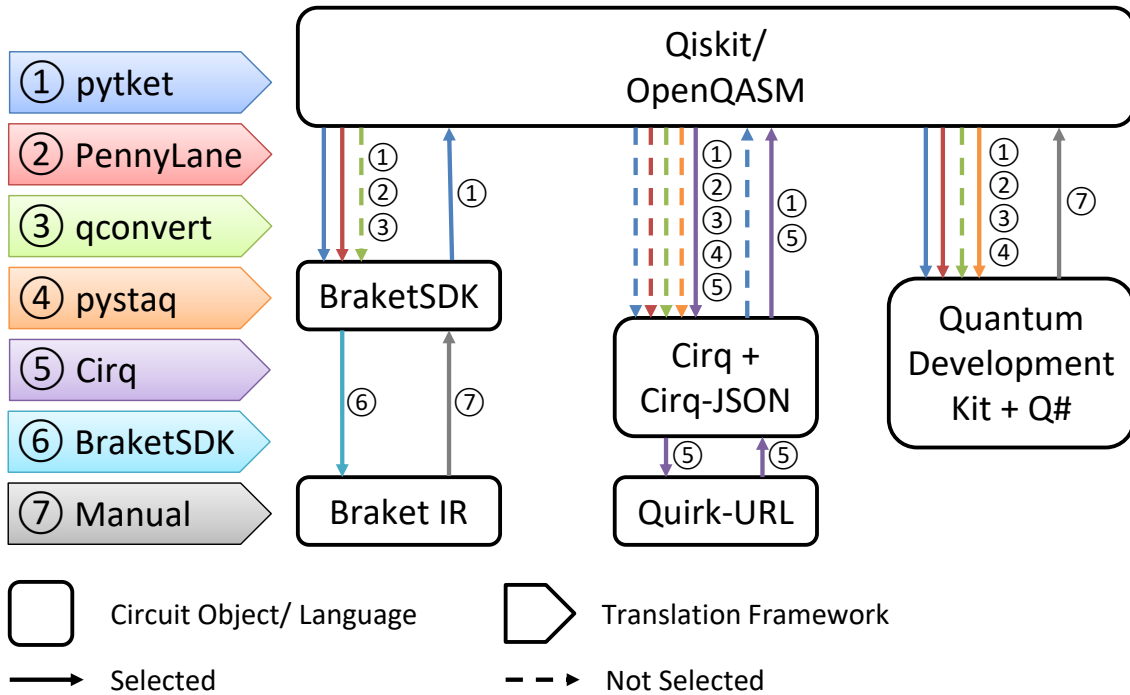 Qiskit/
OpenQASM
① pytket
② PennyLane
③ qconvert
④ pystaq
⑤ Cirq
⑥ BraketSDK
⑦ Manual
①
②
③
①
①
②
③
④
⑤
①
⑤
①
②
③
④
⑦
BraketSDK
Cirq +
Cirq-JSON
Quantum
Development
Kit + Q#
⑥
⑦
⑤
⑤
Braket IR
Quirk-URL
Circuit Object/ Language
Translation Framework
Selected
Not Selected